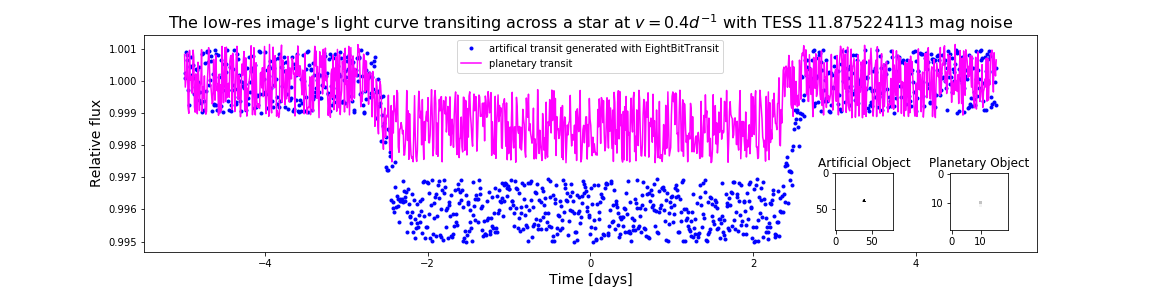 The low-res image's light curve transiting across a star at v = 0.4d⁻¹ with TESS 11.875224113 mag noise
artifical transit generated with EightBitTransit
planetary transit
Relative flux
1.001
1.000
0.999
0.998
0.997
0.996
0.995
Artificial Object
0
50
0 50
Planetary Object
0
10
0 10
−4 −2 0 2 4
Time [days]